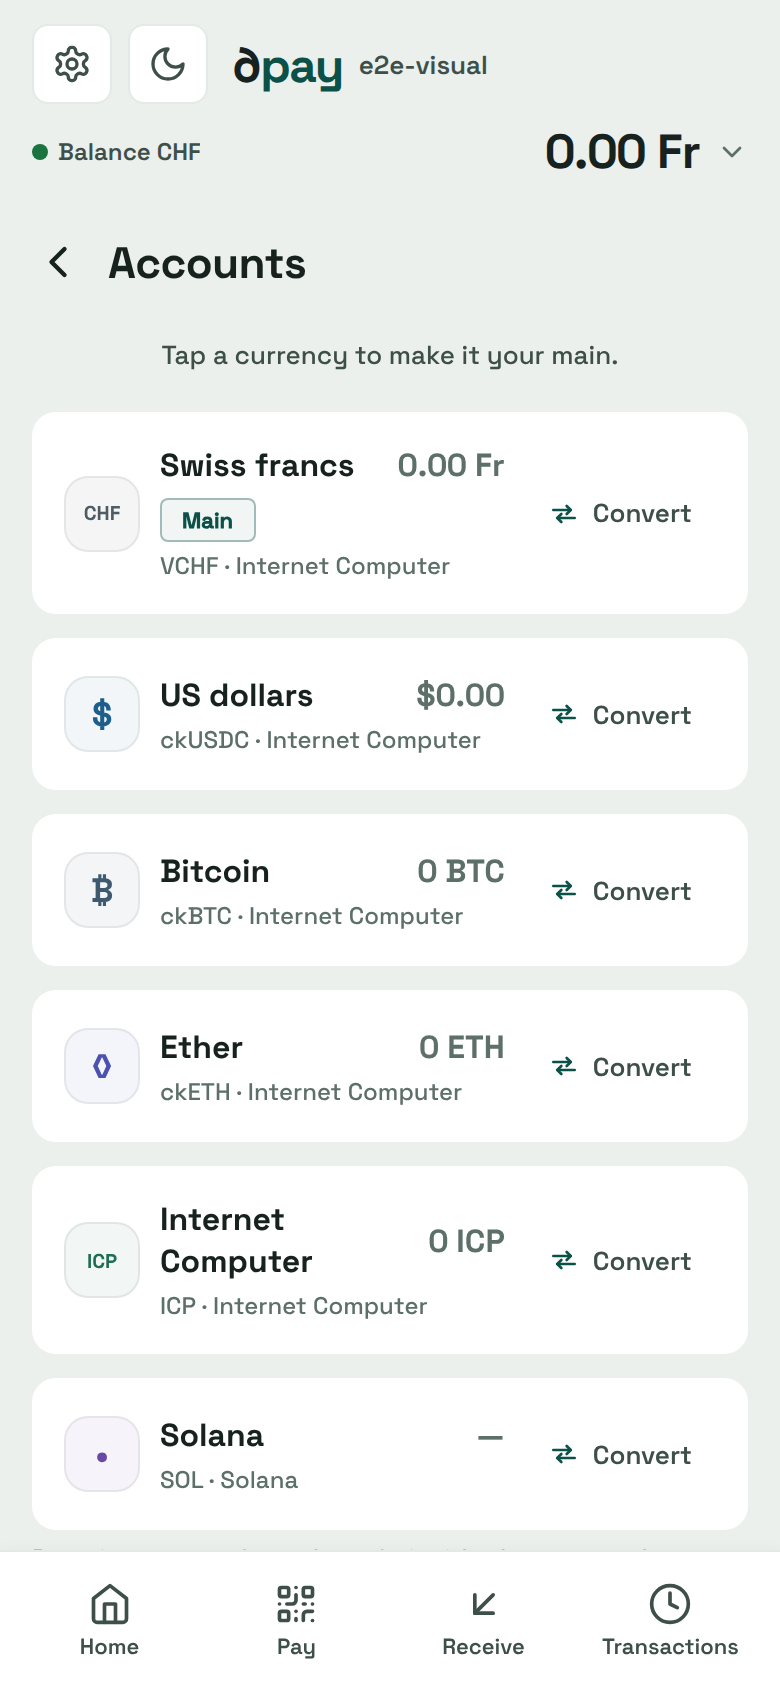 ∂pay e2e-visual
Balance CHF 0.00 Fr
Accounts
Tap a currency to make it your main.
CHF Swiss francs 0.00 Fr
Main
VCHF · Internet Computer
Convert
$ US dollars $0.00
ckUSDC · Internet Computer
Convert
₿ Bitcoin 0 BTC
ckBTC · Internet Computer
Convert
Ether 0 ETH
ckETH · Internet Computer
Convert
ICP Internet
Computer 0 ICP
ICP · Internet Computer
Convert
Solana —
SOL · Solana
Convert
Home Pay Receive Transactions